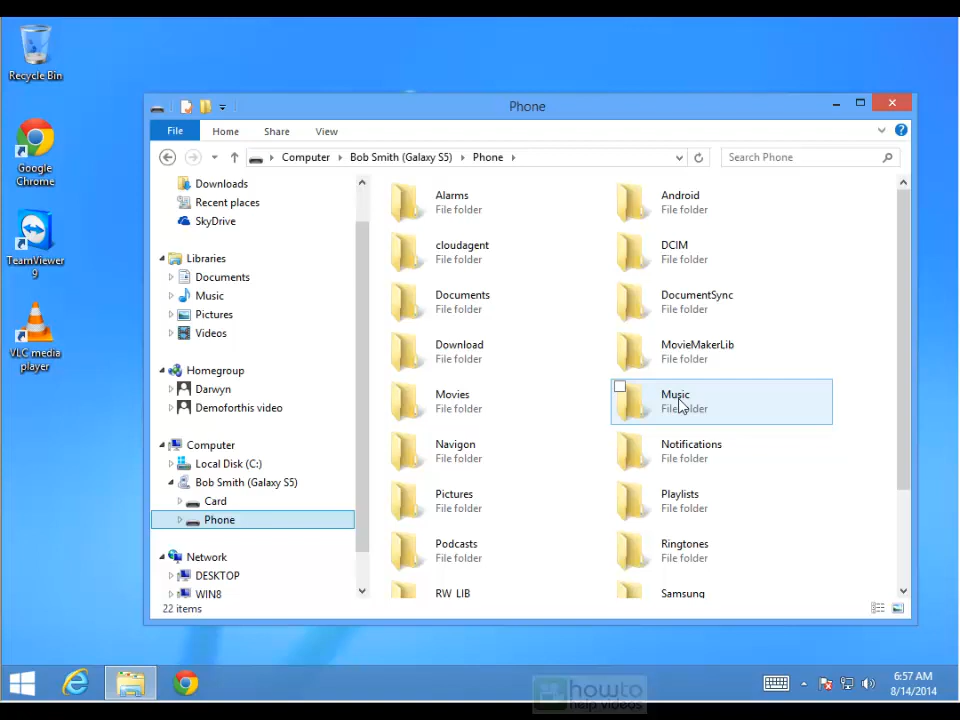 Recycle Bin
Google
Chrome
TeamViewer
9
VLC media
player
Phone
File
Home
Share
View
Computer
Bob Smith (Galaxy S5)
Phone
Search Phone
Downloads
Recent places
SkyDrive
Libraries
Documents
Music
Pictures
Videos
Homegroup
Darwyn
Demoforthis video
Computer
Local Disk (C:)
Bob Smith (Galaxy S5)
Card
Phone
Network
DESKTOP
WIN8
Alarms
File folder
Android
File folder
cloudagent
File folder
DCIM
File folder
Documents
File folder
DocumentSync
File folder
Download
File folder
MovieMakerLib
File folder
Movies
File folder
Music
File folder
Navigon
File folder
Notifications
File folder
Pictures
File folder
Playlists
File folder
Podcasts
File folder
Ringtones
File folder
RW LIB
Samsung
22 items
6:57 AM
8/14/2014
howto
help videos